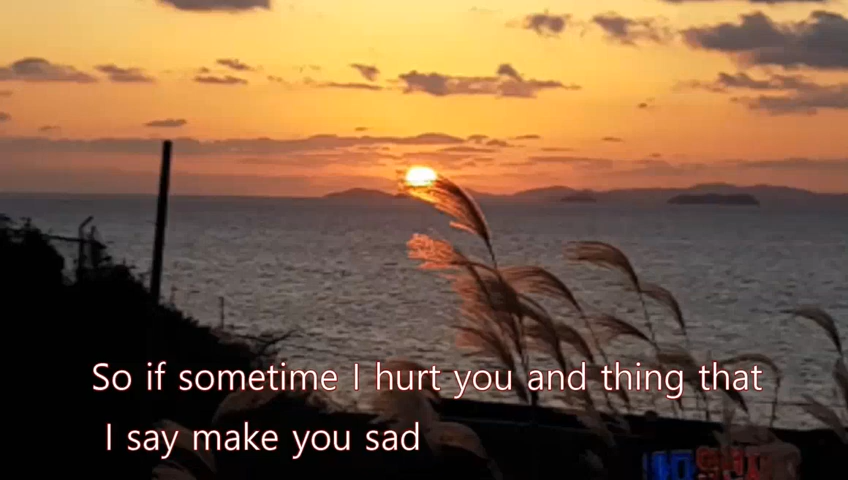 So if sometime I hurt you and thing that
I say make you sad